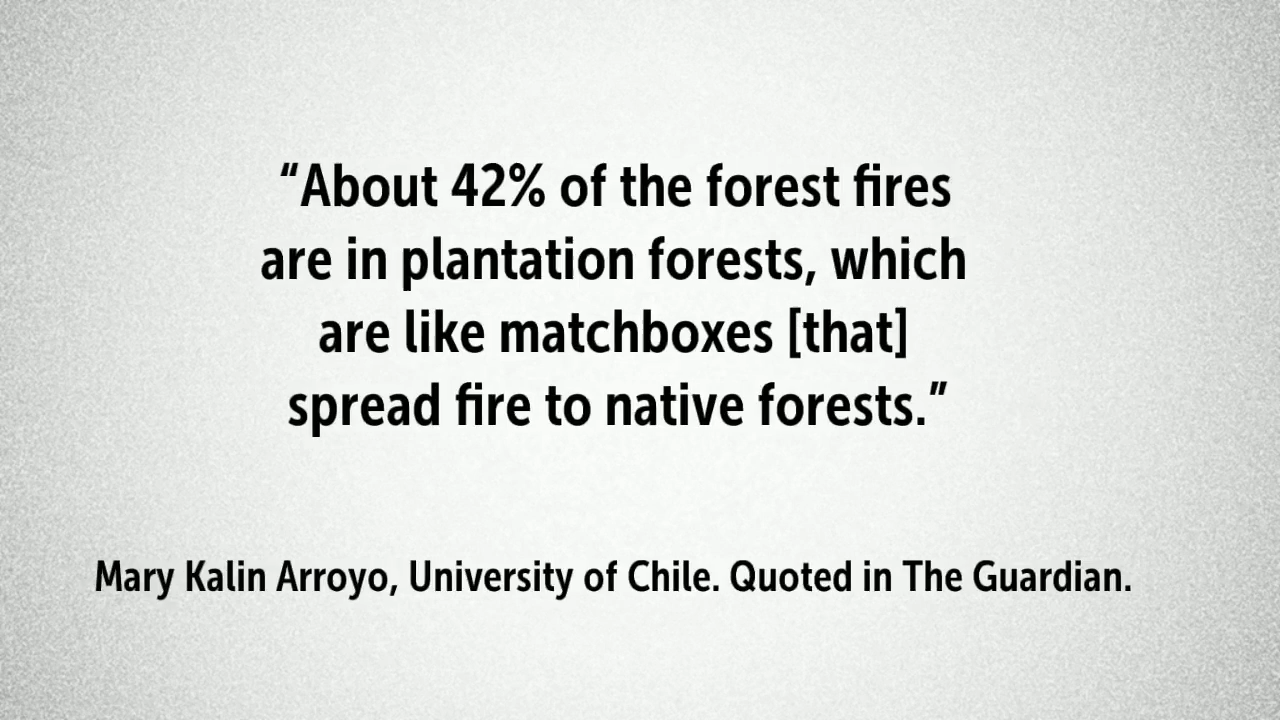 “About 42% of the forest fires
are in plantation forests, which
are like matchboxes [that]
spread fire to native forests.”
Mary Kalin Arroyo, University of Chile. Quoted in The Guardian.